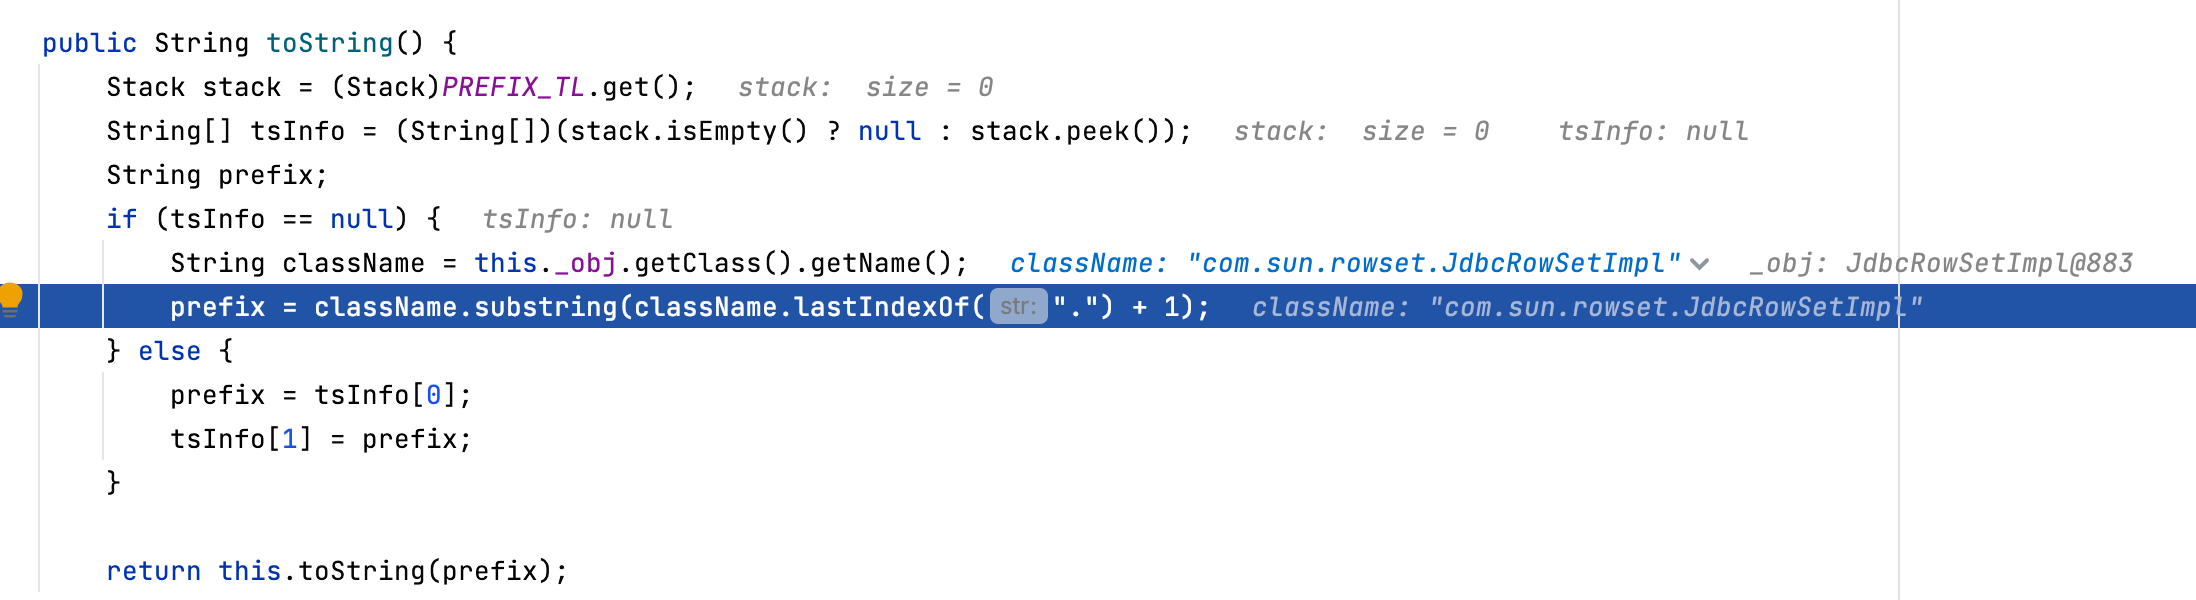 public String toString() {
Stack stack = (Stack)PREFIX_TL.get(); stack: size = 0
String[] tsInfo = (String[])(stack.isEmpty() ? null : stack.peek()); stack: size = 0 tsInfo: null
String prefix;
if (tsInfo == null) { tsInfo: null
String className = this._obj.getClass().getName(); className: "com.sun.rowset.JdbcRowSetImpl" _obj: JdbcRowSetImpl@883
prefix = className.substring(className.lastIndexOf( str: ".") + 1); className: "com.sun.rowset.JdbcRowSetImpl"
} else {
prefix = tsInfo[0];
tsInfo[1] = prefix;
}
return this.toString(prefix);